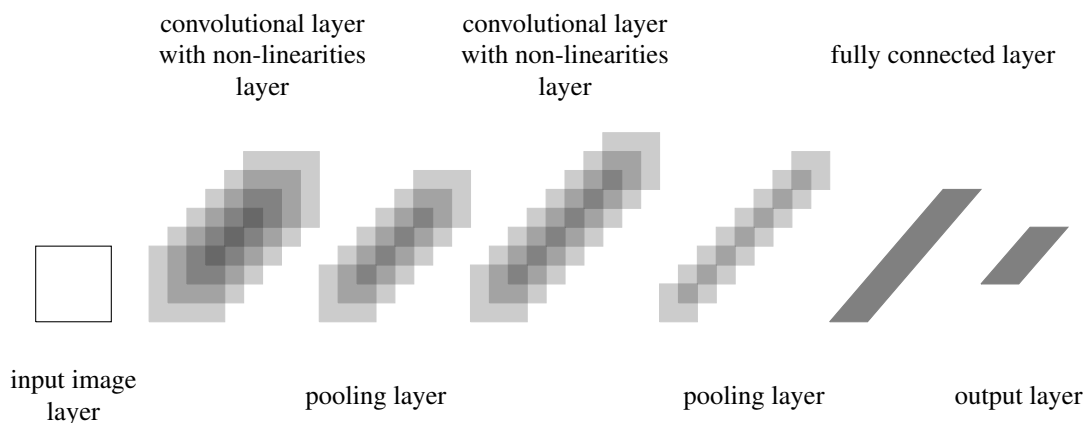 convolutional layer
with non-linearities
layer
convolutional layer
with non-linearities
layer
fully connected layer
input image
layer
pooling layer
pooling layer
output layer